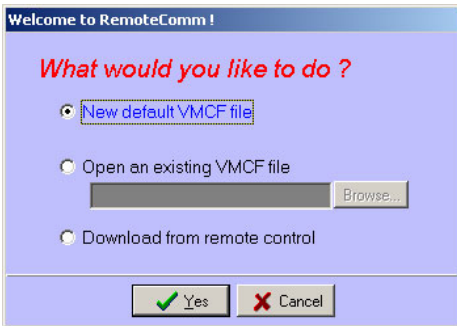 Welcome to RemoteComm !
What would you like to do ?
New default VMCF file
Open an existing VMCF file
Browse...
Download from remote control
Yes Cancel